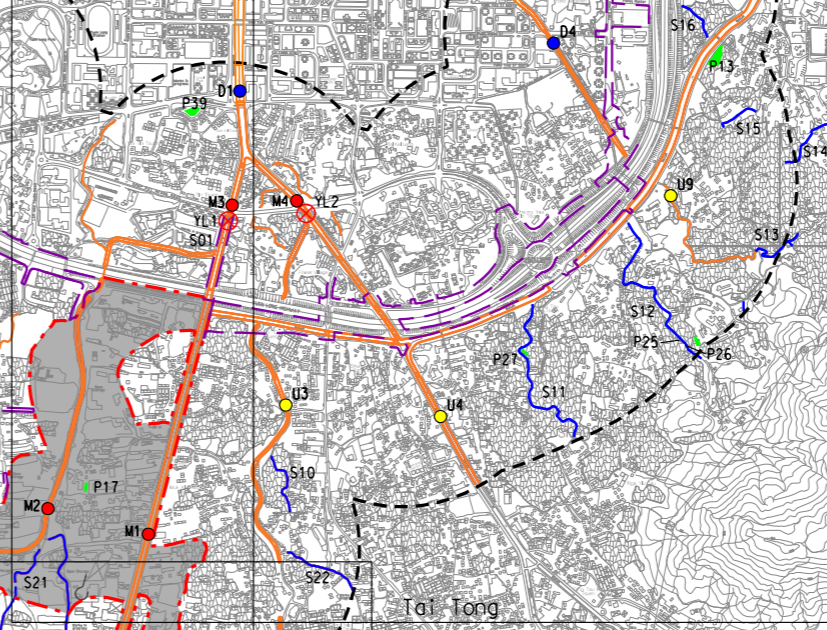 S16
D4
P13
D1
P39
S15
S14
U9
M3
M4
YL2
YL1
S01
S13
S12
P25
P26
P27
S11
U3
U4
S10
P17
M2
M1
S21
S22
Tai Tong